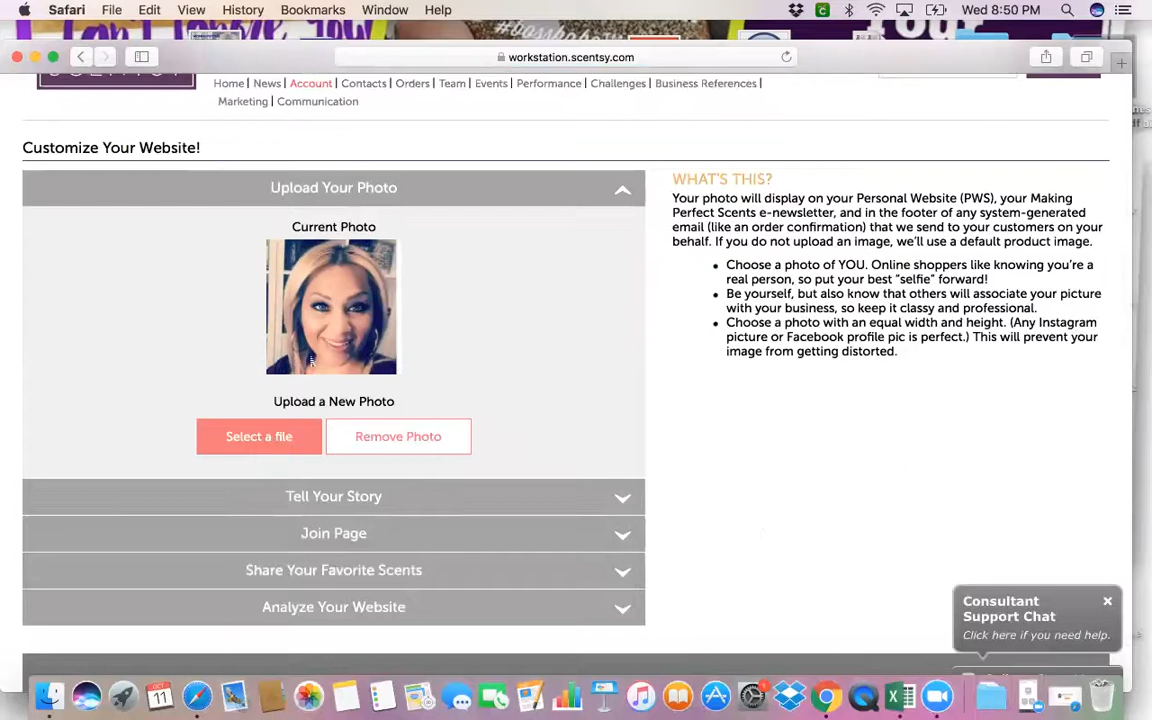 Safari File Edit View History Bookmarks Window Help Wed 8:50 PM
workstation.scentsy.com
Home | News | Account | Contacts | Orders | Team | Events | Performance | Challenges | Business References |
Marketing | Communication
Customize Your Website!
Upload Your Photo
Current Photo
Upload a New Photo
Select a file
Remove Photo
Tell Your Story
Join Page
Share Your Favorite Scents
Analyze Your Website
WHAT'S THIS?
Your photo will display on your Personal Website (PWS), your Making
Perfect Scents e-newsletter, and in the footer of any system-generated
email (like an order confirmation) that we send to your customers on your
behalf. If you do not upload an image, we'll use a default product image.
• Choose a photo of YOU. Online shoppers like knowing you're a
real person, so put your best "selfie" forward!
• Be yourself, but also know that others will associate your picture
with your business, so keep it classy and professional.
• Choose a photo with an equal width and height. (Any Instagram
picture or Facebook profile pic is perfect.) This will prevent your
image from getting distorted.
Consultant
Support Chat
×
Click here if you need help.
OCT
11